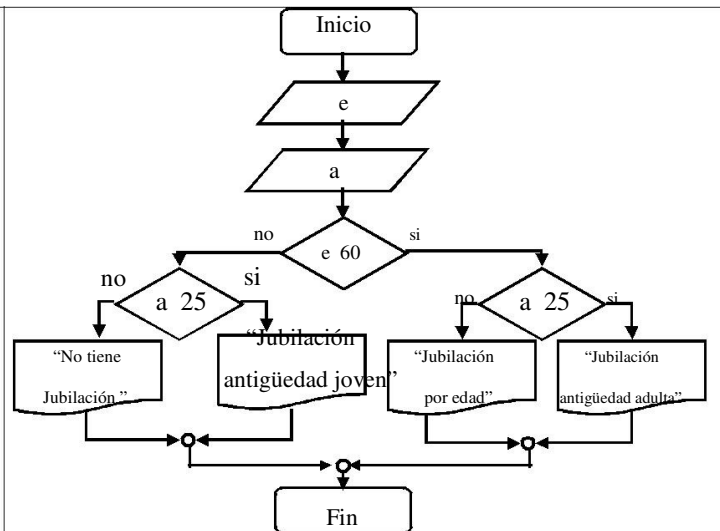 Inicio
e
a
no
si
e 60
no
si
a 25
no
si
a 25
“No tiene
Jubilación ”
“Jubilación
antigüedad joven”
“Jubilación
por edad”
“Jubilación
antigüedad adulta”
Fin